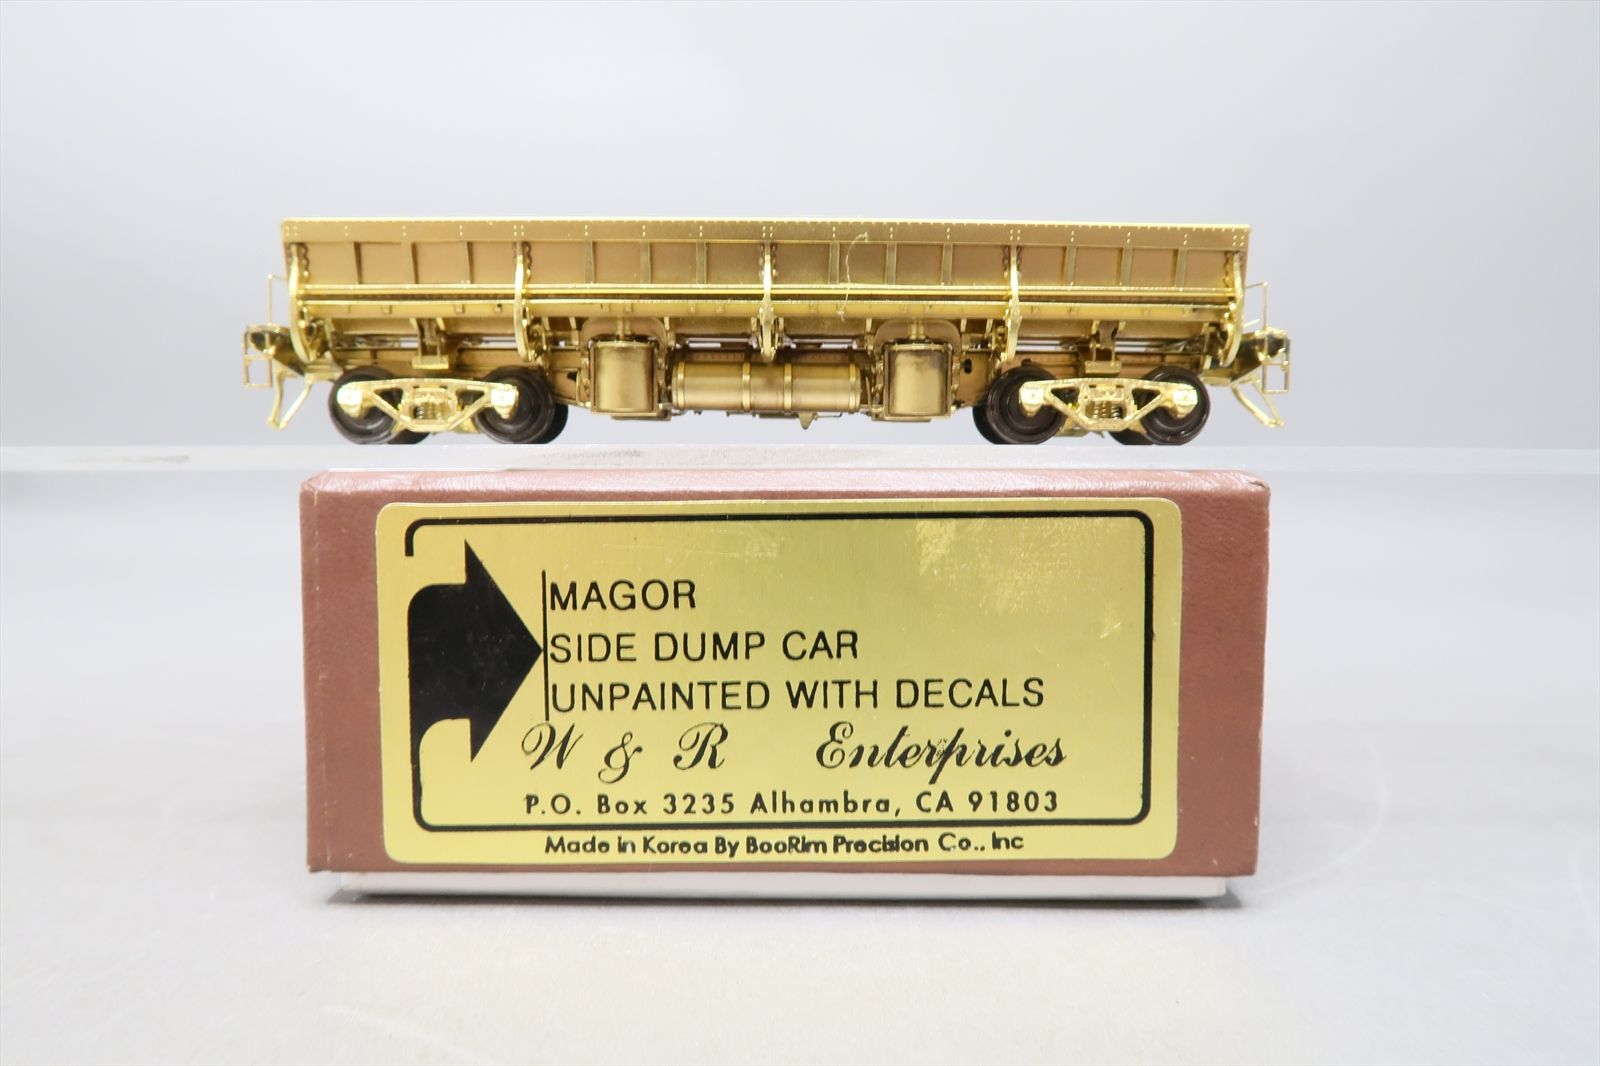 MAGOR
SIDE DUMP CAR
UNPAINTED WITH DECALS
W & R Enterprises
P.O. Box 3235 Alhambra, CA 91803
Made in Korea By BooRim Precision Co., Inc